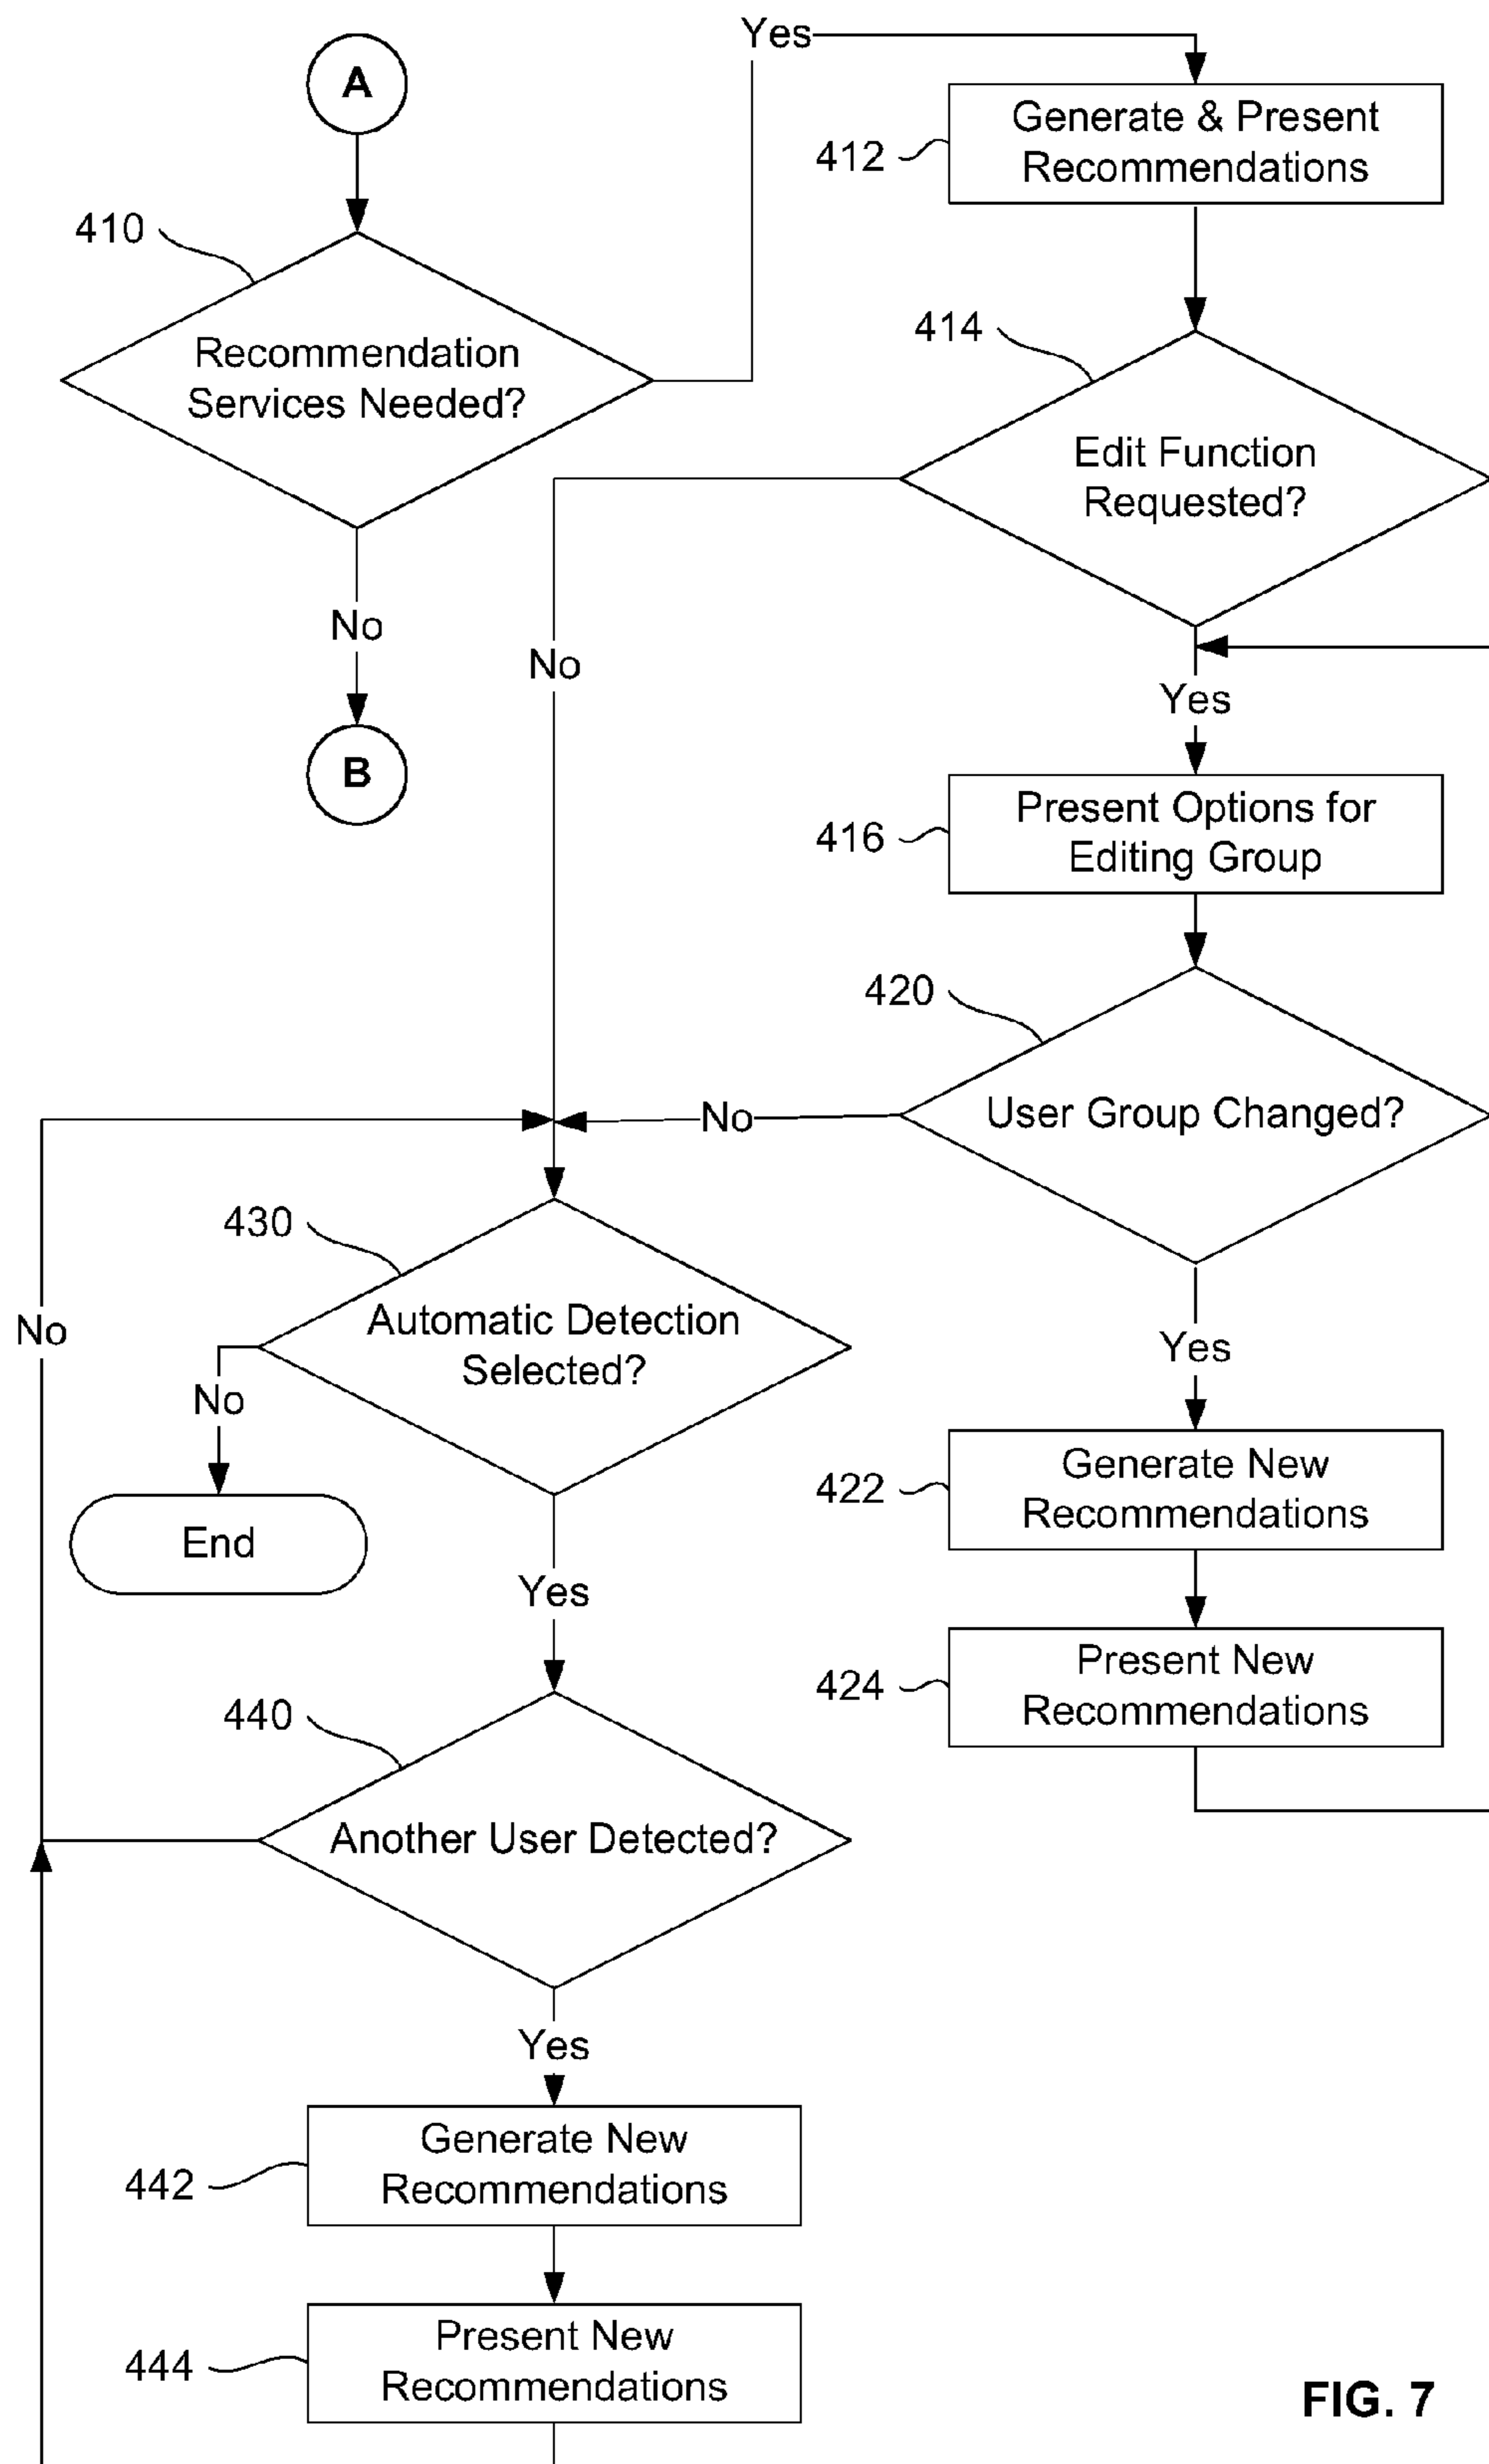 A
Yes
Generate & Present
Recommendations
412
410
Recommendation
Services Needed?
414
Edit Function
Requested?
No
B
No
Yes
Present Options for
Editing Group
416
420
User Group Changed?
No
430
Automatic Detection
Selected?
No
No
End
Yes
Yes
Generate New
Recommendations
422
Present New
Recommendations
424
440
Another User Detected?
Yes
Generate New
Recommendations
442
Present New
Recommendations
444
FIG. 7